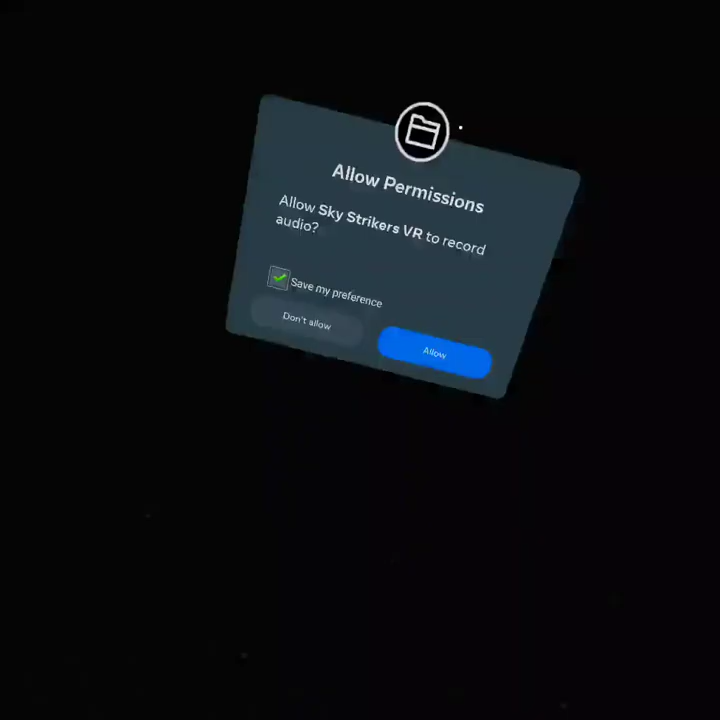 Allow Permissions
Allow Sky Strikers VR to record
audio?
Save my preference
Don't allow
Allow